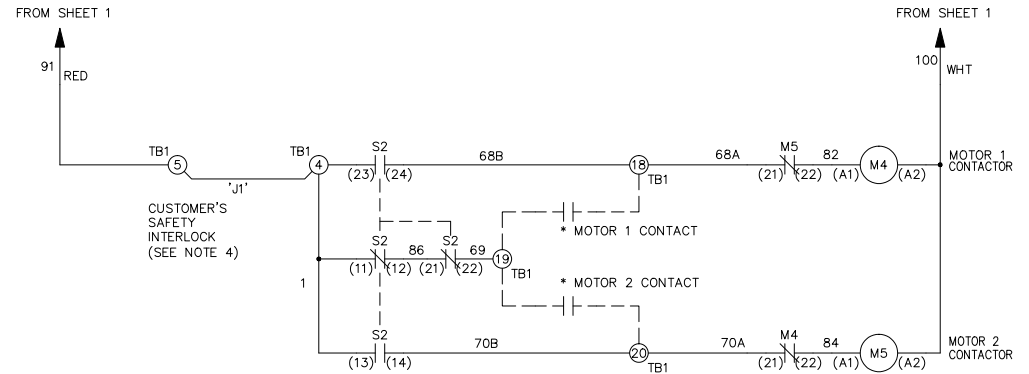 FROM SHEET 1
FROM SHEET 1
91
RED
100
WHT
TB1
5
TB1
4
S2
(23)
(24)
68B
18
TB1
68A
M5
(21)
(22)
82
(A1)
M4
(A2)
MOTOR 1
CONTACTOR
'J1'
CUSTOMER'S
SAFETY
INTERLOCK
(SEE NOTE 4)
* MOTOR 1 CONTACT
S2
(11)
(12)
86
S2
(21)
(22)
69
19
TB1
1
* MOTOR 2 CONTACT
S2
(13)
(14)
70B
20
TB1
70A
M4
(21)
(22)
84
(A1)
M5
(A2)
MOTOR 2
CONTACTOR